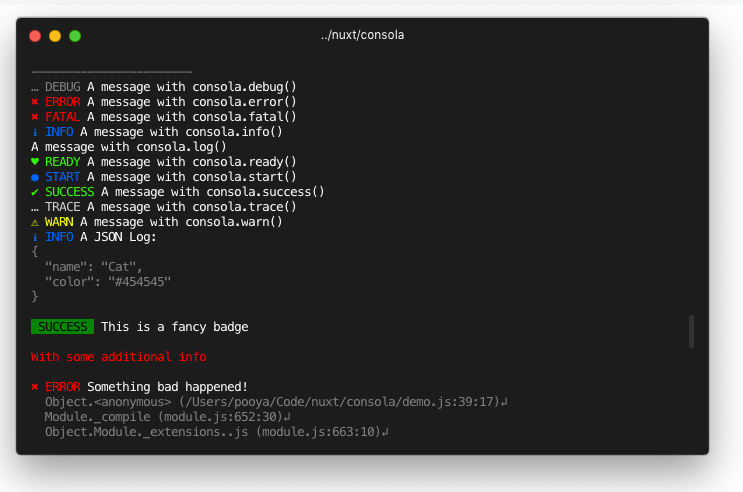 ../nuxt/consola
-----------------------
… DEBUG A message with consola.debug()
✖ ERROR A message with consola.error()
✖ FATAL A message with consola.fatal()
ℹ INFO A message with consola.info()
A message with consola.log()
♥ READY A message with consola.ready()
● START A message with consola.start()
✔ SUCCESS A message with consola.success()
… TRACE A message with consola.trace()
⚠ WARN A message with consola.warn()
ℹ INFO A JSON Log:
{
  "name": "Cat",
  "color": "#454545"
}
SUCCESS This is a fancy badge
With some additional info
✖ ERROR Something bad happened!
  Object.<anonymous> (/Users/pooya/Code/nuxt/consola/demo.js:39:17)↲
  Module._compile (module.js:652:30)↲
  Object.Module._extensions..js (module.js:663:10)↲